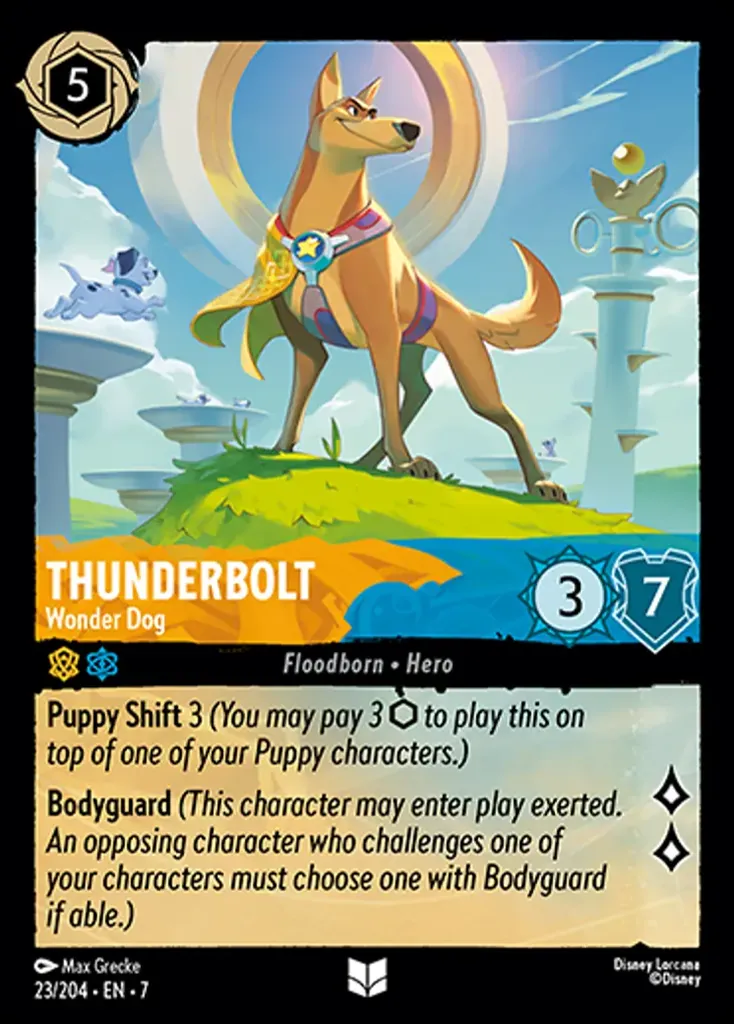 5
THUNDERBOLT
Wonder Dog
3
7
Floodborn • Hero
Puppy Shift 3 (You may pay 3 ⬡ to play this on
top of one of your Puppy characters.)
Bodyguard (This character may enter play exerted.
An opposing character who challenges one of
your characters must choose one with Bodyguard
if able.)
Max Grecke
23/204 • EN • 7
Disney Lorcana
©Disney